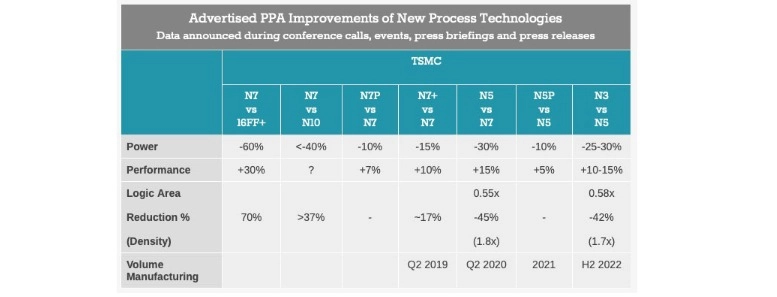 Advertised PPA Improvements of New Process Technologies
Data announced during conference calls, events, press briefings and press releases
TSMC
N7 vs 16FF+
N7 vs N10
N7P vs N7
N7+ vs N7
N5 vs N7
N5P vs N5
N3 vs N5
Power -60% <-40% -10% -15% -30% -10% -25-30%
Performance +30% ? +7% +10% +15% +5% +10-15%
Logic Area 0.55x 0.58x
Reduction % 70% >37% - ~17% -45% - -42%
(Density) (1.8x) (1.7x)
Volume Manufacturing Q2 2019 Q2 2020 2021 H2 2022